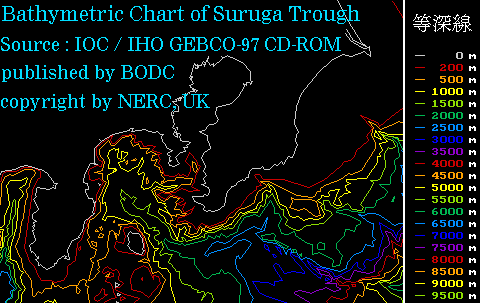 Bathymetric Chart of Suruga Trough
Source : IOC / IHO GEBCO-97 CD-ROM
published by BODC
copyright by NERC, UK
等深線
0 m
200 m
500 m
1000 m
1500 m
2000 m
2500 m
3000 m
3500 m
4000 m
4500 m
5000 m
5500 m
6000 m
6500 m
7000 m
7500 m
8000 m
8500 m
9000 m
9500 m